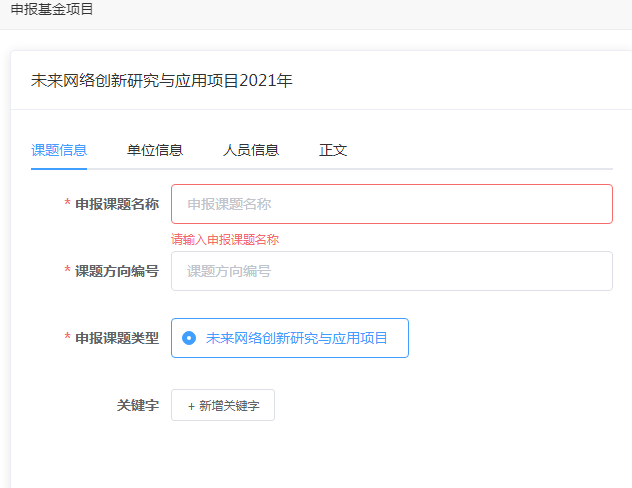 申报基金项目
未来网络创新研究与应用项目2021年
课题信息 单位信息 人员信息 正文
* 申报课题名称 申报课题名称
请输入申报课题名称
* 课题方向编号 课题方向编号
* 申报课题类型 未来网络创新研究与应用项目
关键字 + 新增关键字